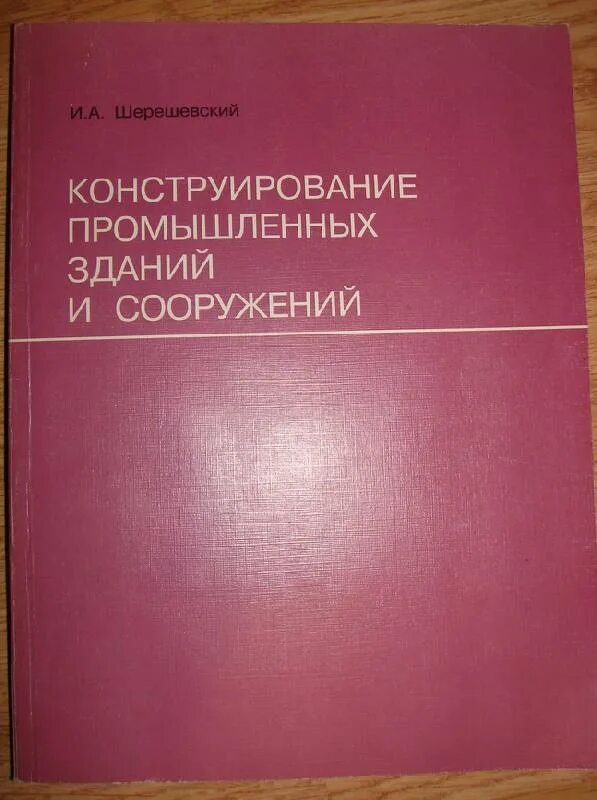 И.А. Шерешевский
КОНСТРУИРОВАНИЕ
ПРОМЫШЛЕННЫХ
ЗДАНИЙ
И СООРУЖЕНИЙ